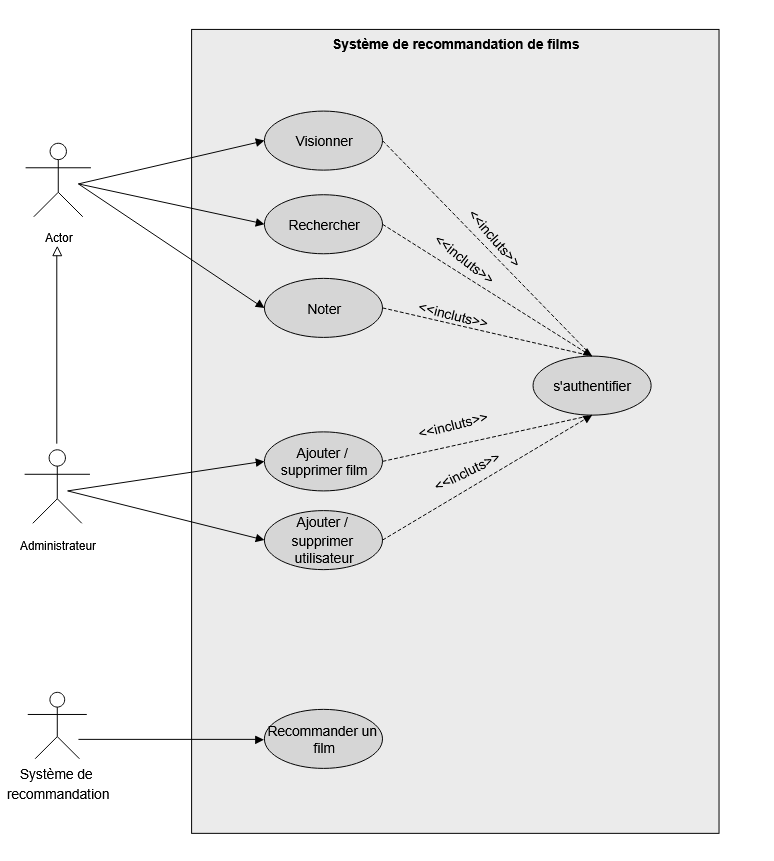 Système de recommandation de films
Visionner
<<incluts>>
Rechercher
<<incluts>>
Actor
Noter
<<incluts>>
s'authentifier
Ajouter /
supprimer film
<<incluts>>
Administrateur
Ajouter /
supprimer
utilisateur
<<incluts>>
Système de
recommandation
Recommander un
film